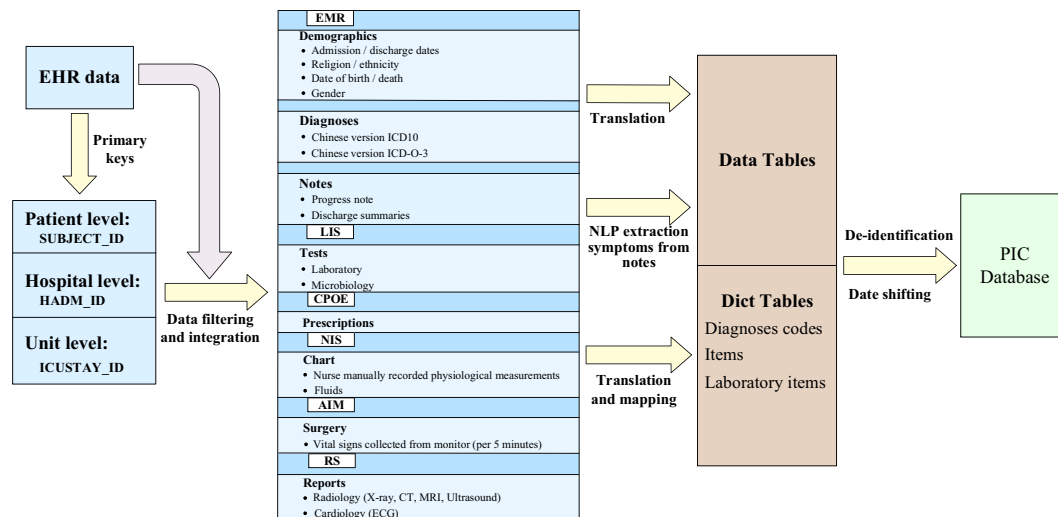 EHR data
Primary
keys
Patient level:
SUBJECT_ID
Hospital level:
HADM_ID
Unit level:
ICUSTAY_ID
Data filtering
and integration
EMR
Demographics
• Admission / discharge dates
• Religion / ethnicity
• Date of birth / death
• Gender
Diagnoses
• Chinese version ICD10
• Chinese version ICD-O-3
Notes
• Progress note
• Discharge summaries
LIS
Tests
• Laboratory
• Microbiology
CPOE
Prescriptions
NIS
Chart
• Nurse manually recorded physiological measurements
• Fluids
AIM
Surgery
• Vital signs collected from monitor (per 5 minutes)
RS
Reports
• Radiology (X-ray, CT, MRI, Ultrasound)
• Cardiology (ECG)
Translation
NLP extraction
symptoms from
notes
Translation
and mapping
Data Tables
Dict Tables
Diagnoses codes
Items
Laboratory items
De-identification
Date shifting
PIC
Database